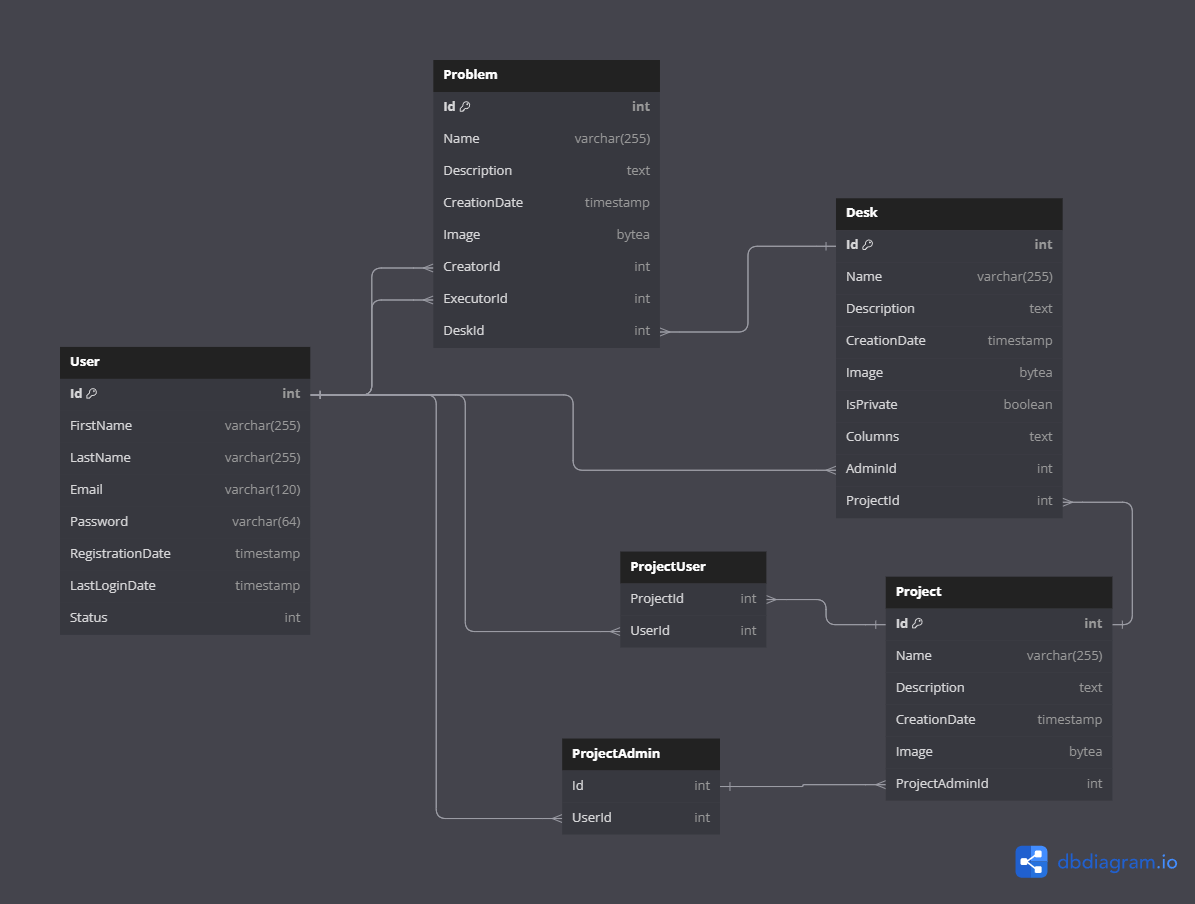 Problem
Id int
Name varchar(255)
Description text
CreationDate timestamp
Image bytea
CreatorId int
ExecutorId int
DeskId int
Desk
Id int
Name varchar(255)
Description text
CreationDate timestamp
Image bytea
IsPrivate boolean
Columns text
AdminId int
ProjectId int
User
Id int
FirstName varchar(255)
LastName varchar(255)
Email varchar(120)
Password varchar(64)
RegistrationDate timestamp
LastLoginDate timestamp
Status int
ProjectUser
ProjectId int
UserId int
Project
Id int
Name varchar(255)
Description text
CreationDate timestamp
Image bytea
ProjectAdminId int
ProjectAdmin
Id int
UserId int
dbdiagram.io